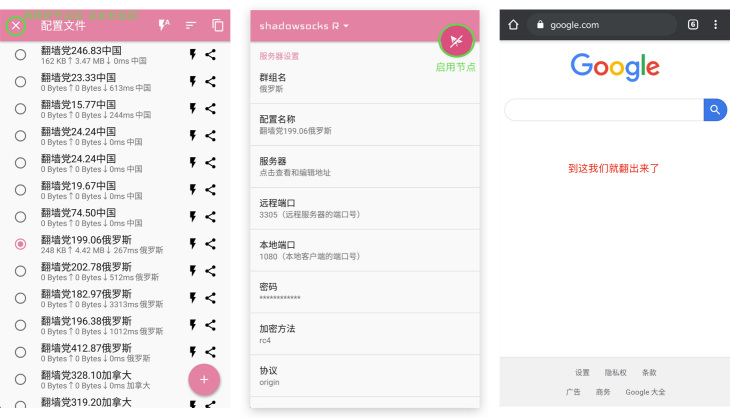 配置文件
翻墙党246.83中国
162 KB↑ 3.47 MB↓ 0ms 中国
翻墙党23.33中国
0 Bytes↑ 0 Bytes↓ 613ms 中国
翻墙党15.77中国
0 Bytes↑ 0 Bytes↓ 244ms 中国
翻墙党24.24中国
0 Bytes↑ 0 Bytes↓ 0ms 中国
翻墙党24.24中国
0 Bytes↑ 0 Bytes↓ 0ms 中国
翻墙党19.67中国
0 Bytes↑ 0 Bytes↓ 0ms 中国
翻墙党74.50中国
0 Bytes↑ 0 Bytes↓ 0ms 中国
翻墙党199.06俄罗斯
248 KB↑ 4.42 MB↓ 267ms 俄罗斯
翻墙党202.78俄罗斯
0 Bytes↑ 0 Bytes↓ 512ms 俄罗斯
翻墙党182.97俄罗斯
0 Bytes↑ 0 Bytes↓ 3313ms 俄罗斯
翻墙党196.38俄罗斯
0 Bytes↑ 0 Bytes↓ 1012ms 俄罗斯
翻墙党412.87俄罗斯
0 Bytes↑ 0 Bytes↓ 0ms 俄罗斯
翻墙党328.10加拿大
0 Bytes↑ 0 Bytes↓ 0ms 加拿大
翻墙党319.20加拿大
shadowsocks R
启用节点
服务器设置
群组名
俄罗斯
配置名称
翻墙党199.06俄罗斯
服务器
点击查看和编辑地址
远程端口
3305（远程服务器的端口号）
本地端口
1080（本地客户端的端口号）
密码
************
加密方法
rc4
协议
origin
google.com
6
Google
到这我们就翻出来了
设置 隐私权 条款
广告 商务 Google 大全